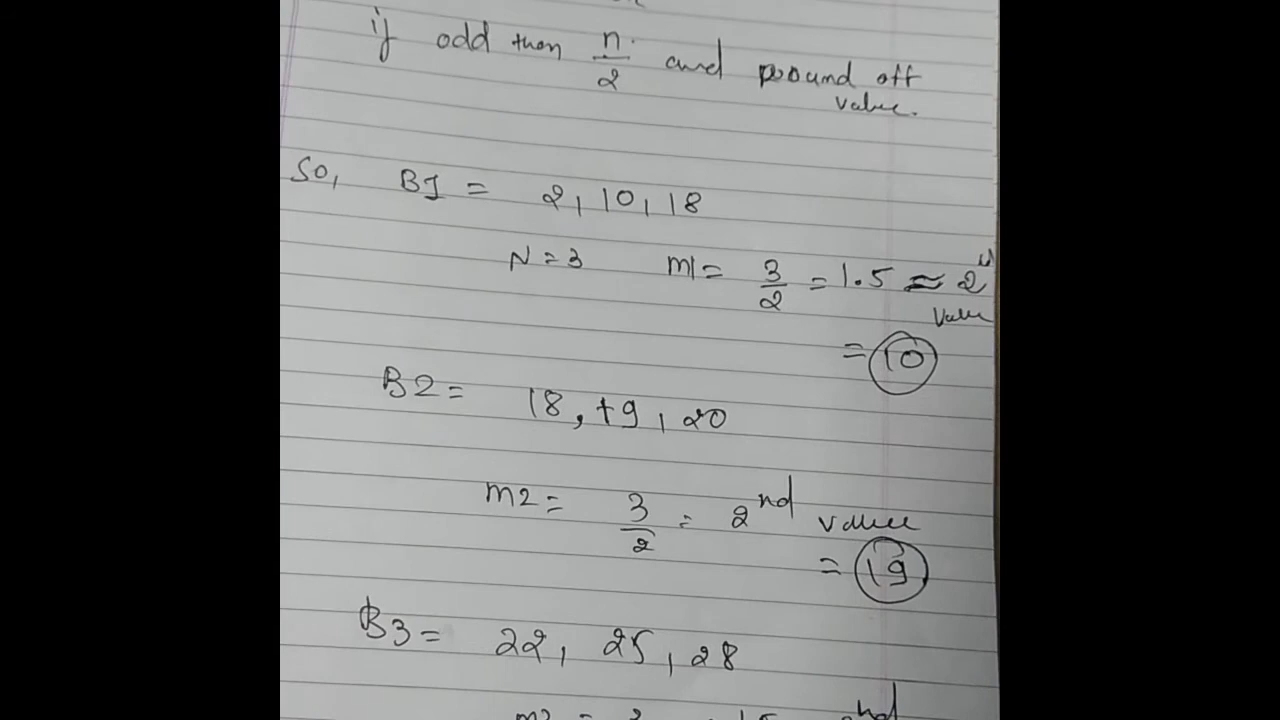 if odd then n/2 and round off
value.
So, B1 = 2, 10, 18
N = 3 m1 = 3/2 = 1.5 ≈ 2
value
= 10
B2 = 18, 19, 20
m2 = 3/2 = 2nd value
= 19
B3 = 22, 25, 28